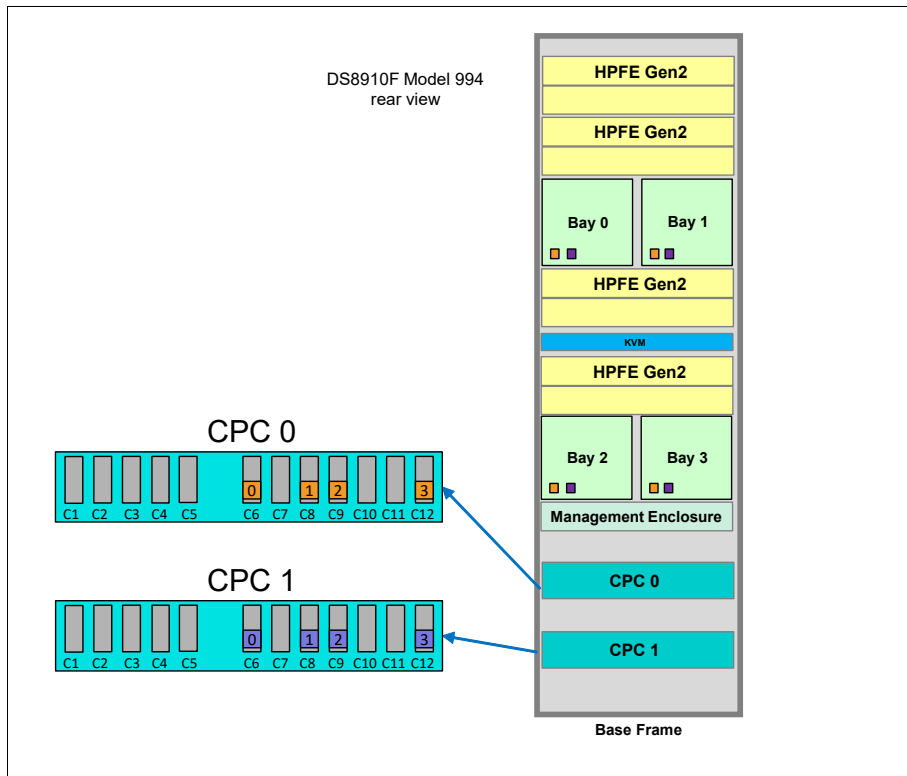 DS8910F Model 994
rear view
HPFE Gen2
HPFE Gen2
Bay 0 Bay 1
HPFE Gen2
KVM
HPFE Gen2
Bay 2 Bay 3
Management Enclosure
CPC 0
CPC 1
Base Frame
CPC 0
0 1 2 3
C1 C2 C3 C4 C5 C6 C7 C8 C9 C10 C11 C12
CPC 1
0 1 2 3
C1 C2 C3 C4 C5 C6 C7 C8 C9 C10 C11 C12